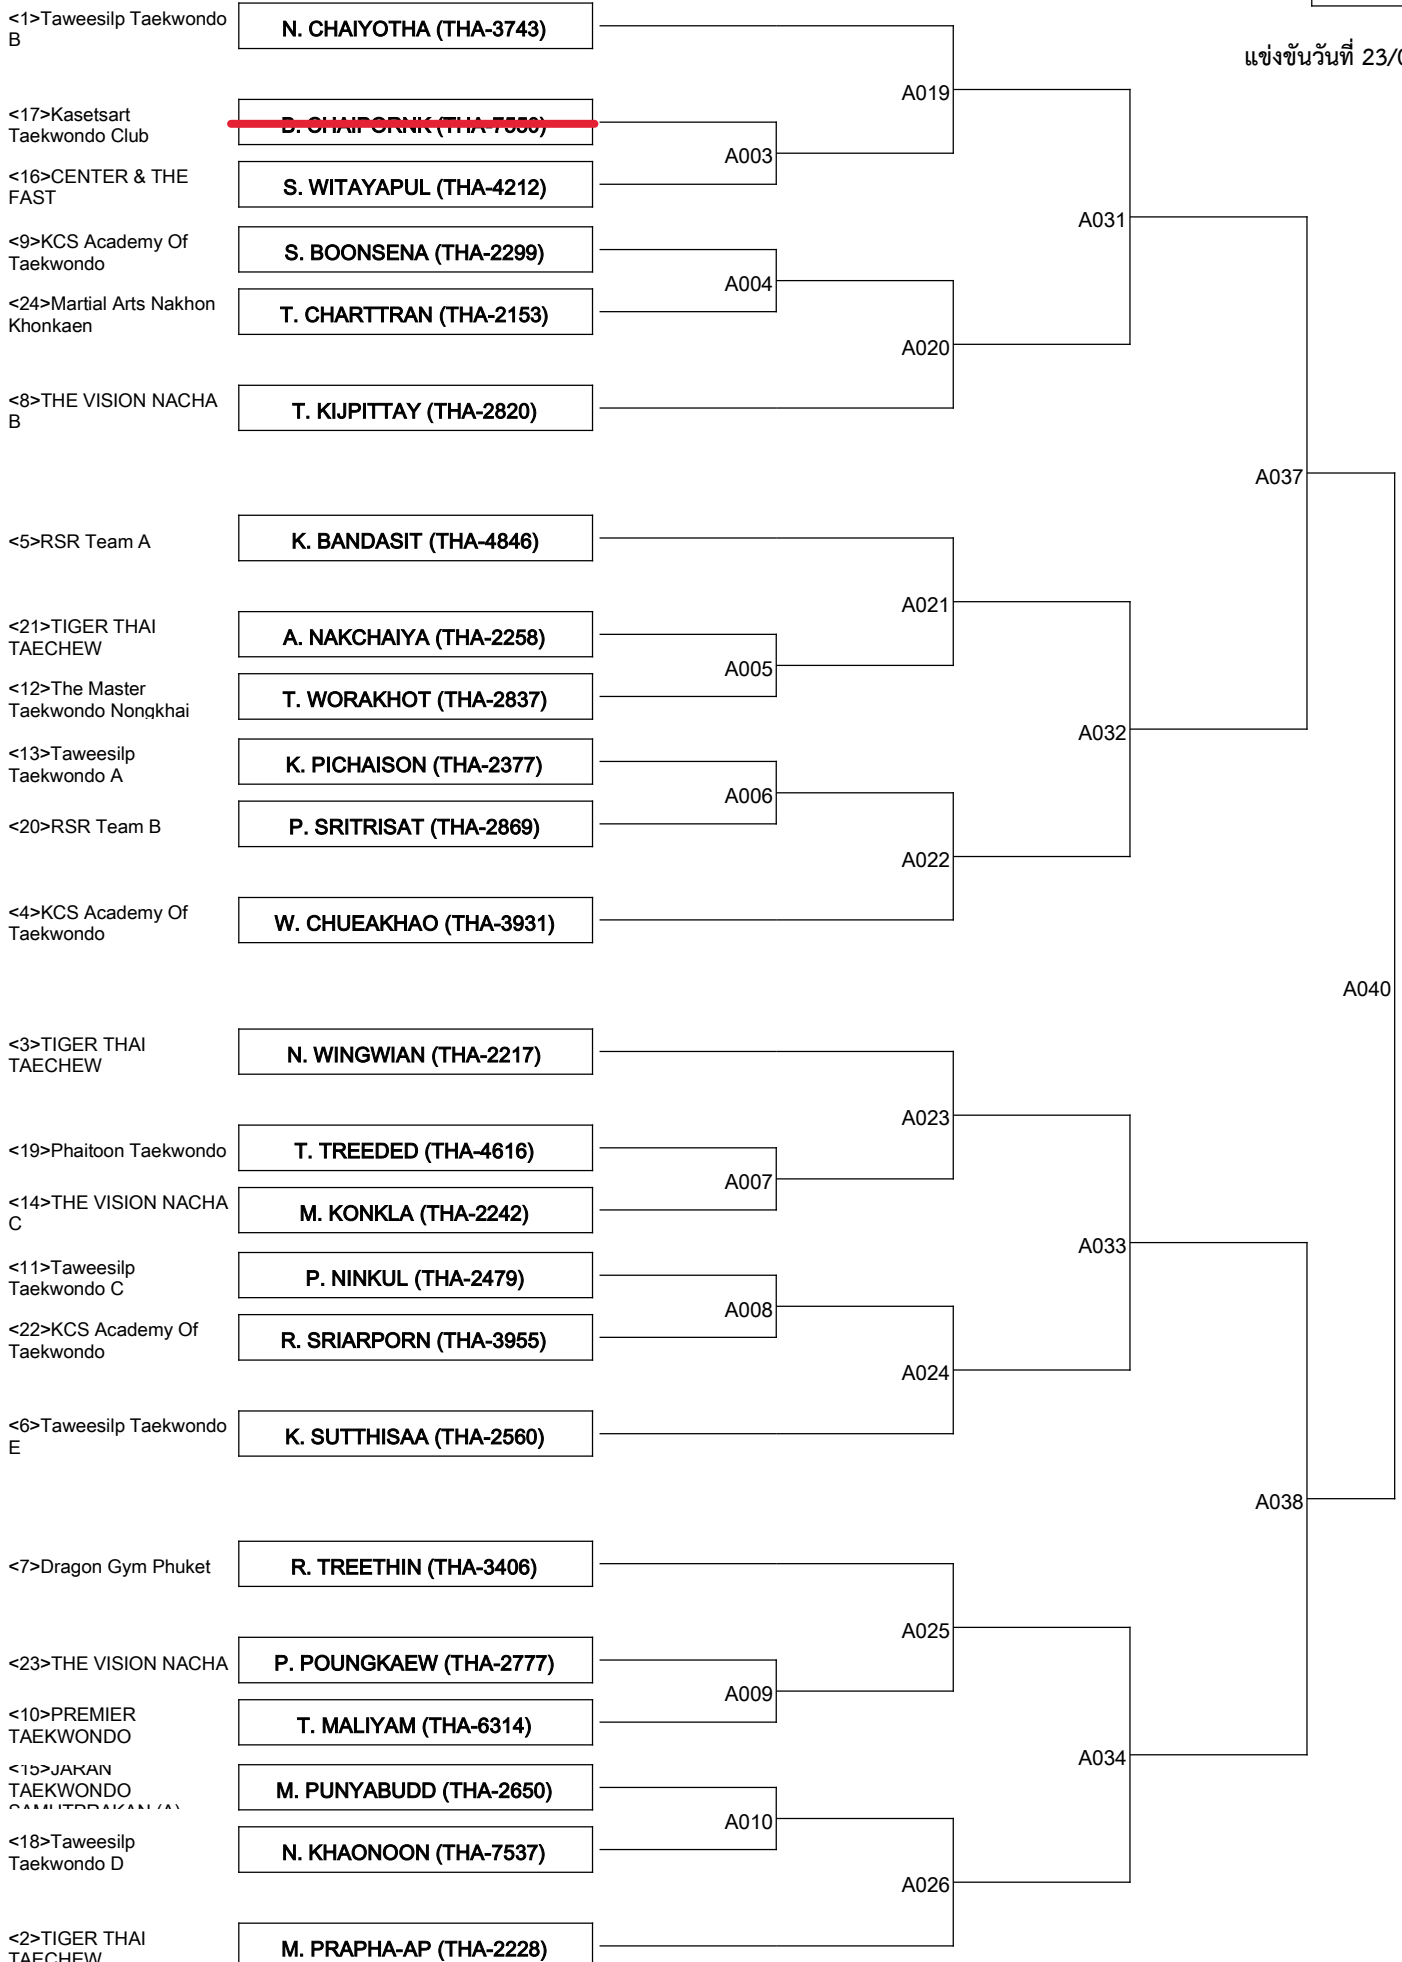 <1>Taweesilp Taekwondo
B
N. CHAIYOTHA (THA-3743)
แข่งขันวันที่ 23/0
A019
<17>Kasetsart
Taekwondo Club
B. CHAIPORNK (THA-7550)
A003
<16>CENTER & THE
FAST
S. WITAYAPUL (THA-4212)
A031
<9>KCS Academy Of
Taekwondo
S. BOONSENA (THA-2299)
A004
<24>Martial Arts Nakhon
Khonkaen
T. CHARTTRAN (THA-2153)
A020
<8>THE VISION NACHA
B
T. KIJPITTAY (THA-2820)
A037
<5>RSR Team A
K. BANDASIT (THA-4846)
A021
<21>TIGER THAI
TAECHEW
A. NAKCHAIYA (THA-2258)
A005
<12>The Master
Taekwondo Nongkhai
T. WORAKHOT (THA-2837)
A032
<13>Taweesilp
Taekwondo A
K. PICHAISON (THA-2377)
A006
<20>RSR Team B
P. SRITRISAT (THA-2869)
A022
<4>KCS Academy Of
Taekwondo
W. CHUEAKHAO (THA-3931)
A040
<3>TIGER THAI
TAECHEW
N. WINGWIAN (THA-2217)
A023
<19>Phaitoon Taekwondo
T. TREEDED (THA-4616)
A007
<14>THE VISION NACHA
C
M. KONKLA (THA-2242)
A033
<11>Taweesilp
Taekwondo C
P. NINKUL (THA-2479)
A008
<22>KCS Academy Of
Taekwondo
R. SRIARPORN (THA-3955)
A024
<6>Taweesilp Taekwondo
E
K. SUTTHISAA (THA-2560)
A038
<7>Dragon Gym Phuket
R. TREETHIN (THA-3406)
A025
<23>THE VISION NACHA
P. POUNGKAEW (THA-2777)
A009
<10>PREMIER
TAEKWONDO
T. MALIYAM (THA-6314)
A034
<15>JARAN
TAEKWONDO
SAMUTPRAKAN (A)
M. PUNYABUDD (THA-2650)
A010
<18>Taweesilp
Taekwondo D
N. KHAONOON (THA-7537)
A026
<2>TIGER THAI
TAECHEW
M. PRAPHA-AP (THA-2228)